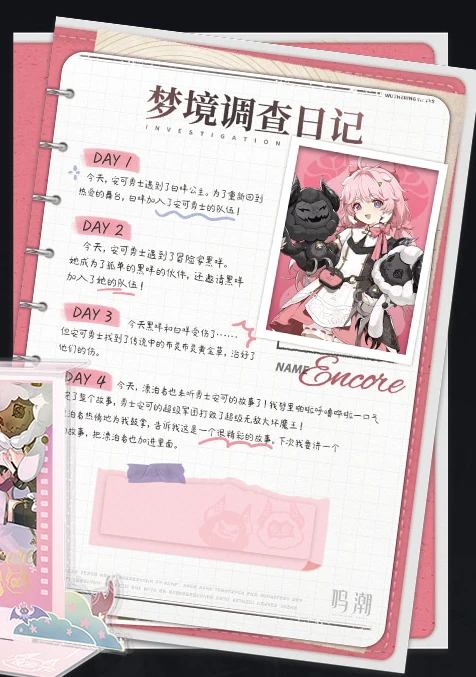 WUTHERING WAVES
梦境调查日记
INVESTIGATION
DAY 1
今天，安可勇士遇到了白咩公主。为了重新回到
热爱的舞台，白咩加入了安可勇士的队伍！
DAY 2
今天，安可勇士遇到了冒险家黑咩。
她成为了孤单的黑咩的伙伴，还邀请黑咩
加入了她的队伍！
DAY 3
今天黑咩和白咩受伤了……
但安可勇士找到了传说中的布灵布灵黄金草，治好了
他们的伤。
NAME Encore
DAY 4
今天，漂泊者也来听勇士安可的故事了！我努里啪啦呼噜哗啦一口气
了整个故事，勇士安可的超级军团打败了超级无敌大坏魔王！
泊者热情地为我鼓掌，告诉我这是一个很精彩的故事。下次我要讲一个
故事，把漂泊者也加进里面。
鸣潮